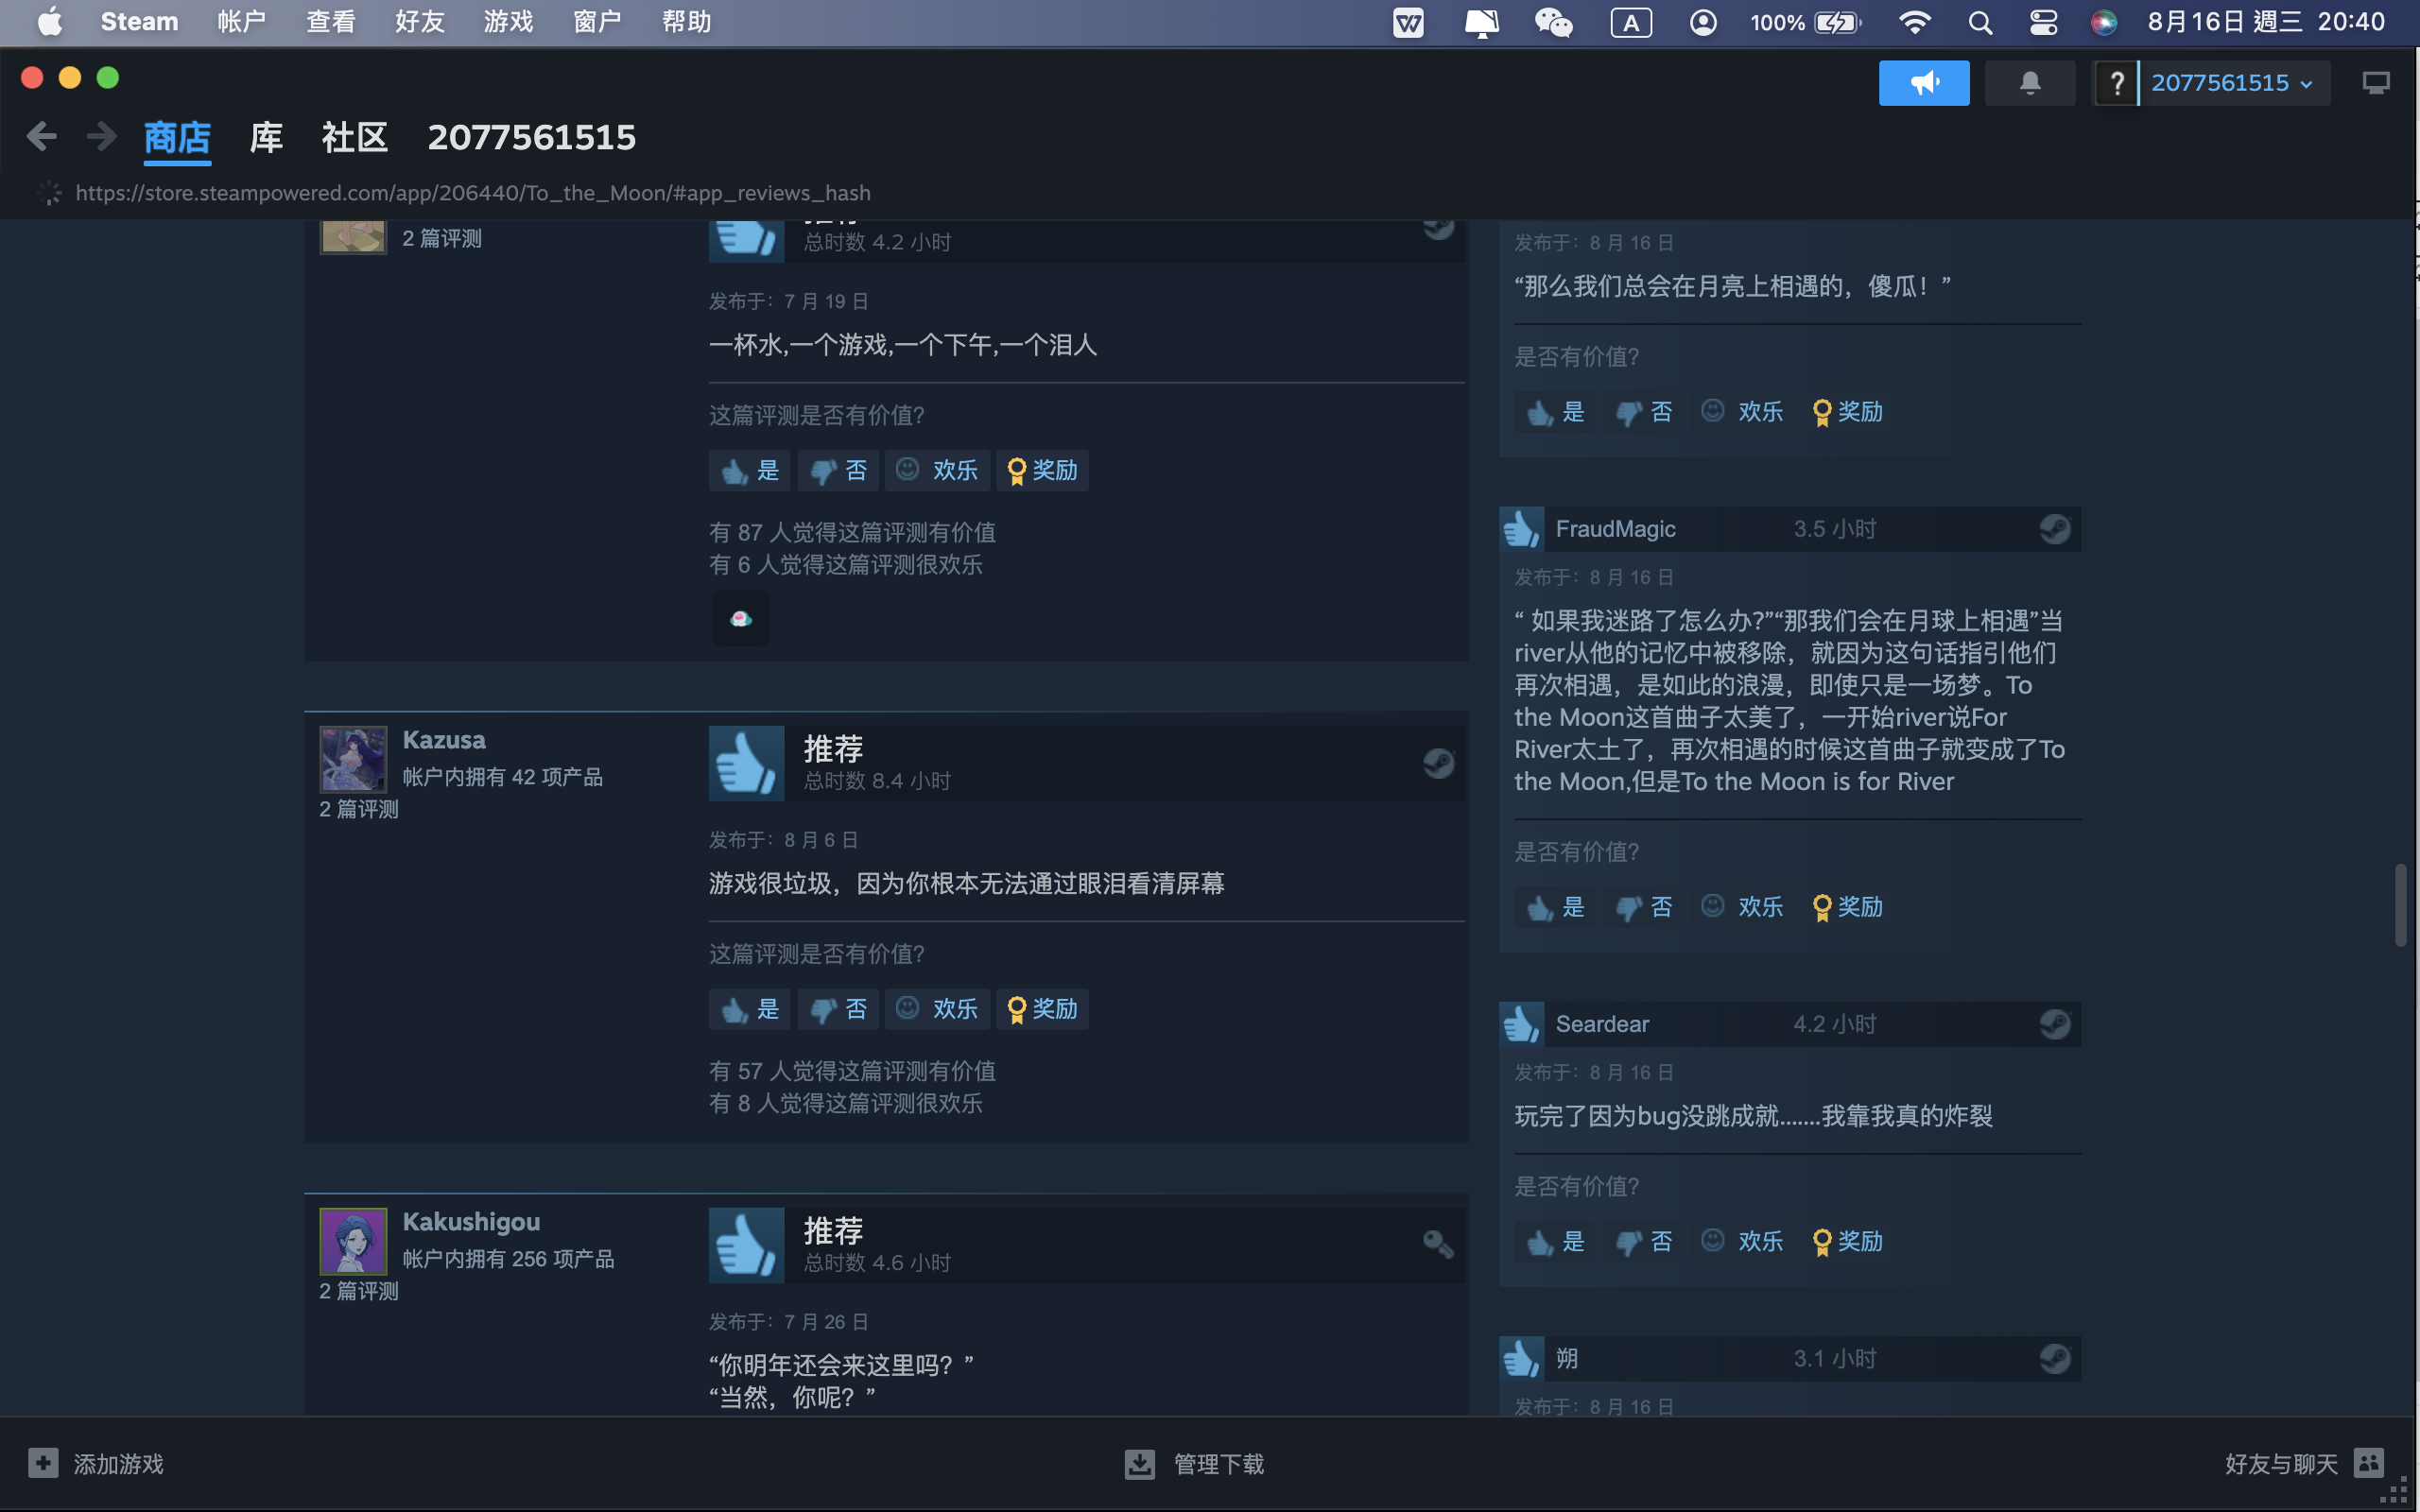 Steam 帐户 查看 好友 游戏 窗户 帮助
A 100% 8月16日 週三 20:40
? 2077561515
商店 库 社区 2077561515
https://store.steampowered.com/app/206440/To_the_Moon/#app_reviews_hash
2 篇评测
总时数 4.2 小时
发布于：7 月 19 日
一杯水,一个游戏,一个下午,一个泪人
这篇评测是否有价值？
是 否 欢乐 奖励
有 87 人觉得这篇评测有价值
有 6 人觉得这篇评测很欢乐
Kazusa
帐户内拥有 42 项产品
2 篇评测
推荐
总时数 8.4 小时
发布于：8 月 6 日
游戏很垃圾，因为你根本无法通过眼泪看清屏幕
这篇评测是否有价值？
是 否 欢乐 奖励
有 57 人觉得这篇评测有价值
有 8 人觉得这篇评测很欢乐
Kakushigou
帐户内拥有 256 项产品
2 篇评测
推荐
总时数 4.6 小时
发布于：7 月 26 日
“你明年还会来这里吗？”
“当然，你呢？”
发布于：8 月 16 日
“那么我们总会在月亮上相遇的，傻瓜！”
是否有价值？
是 否 欢乐 奖励
FraudMagic 3.5 小时
发布于：8 月 16 日
“ 如果我迷路了怎么办?”“那我们会在月球上相遇”当
river从他的记忆中被移除，就因为这句话指引他们
再次相遇，是如此的浪漫，即使只是一场梦。To
the Moon这首曲子太美了，一开始river说For
River太土了，再次相遇的时候这首曲子就变成了To
the Moon,但是To the Moon is for River
是否有价值？
是 否 欢乐 奖励
Seardear 4.2 小时
发布于：8 月 16 日
玩完了因为bug没跳成就.......我靠我真的炸裂
是否有价值？
是 否 欢乐 奖励
朔 3.1 小时
发布于：8 月 16 日
添加游戏 管理下载 好友与聊天